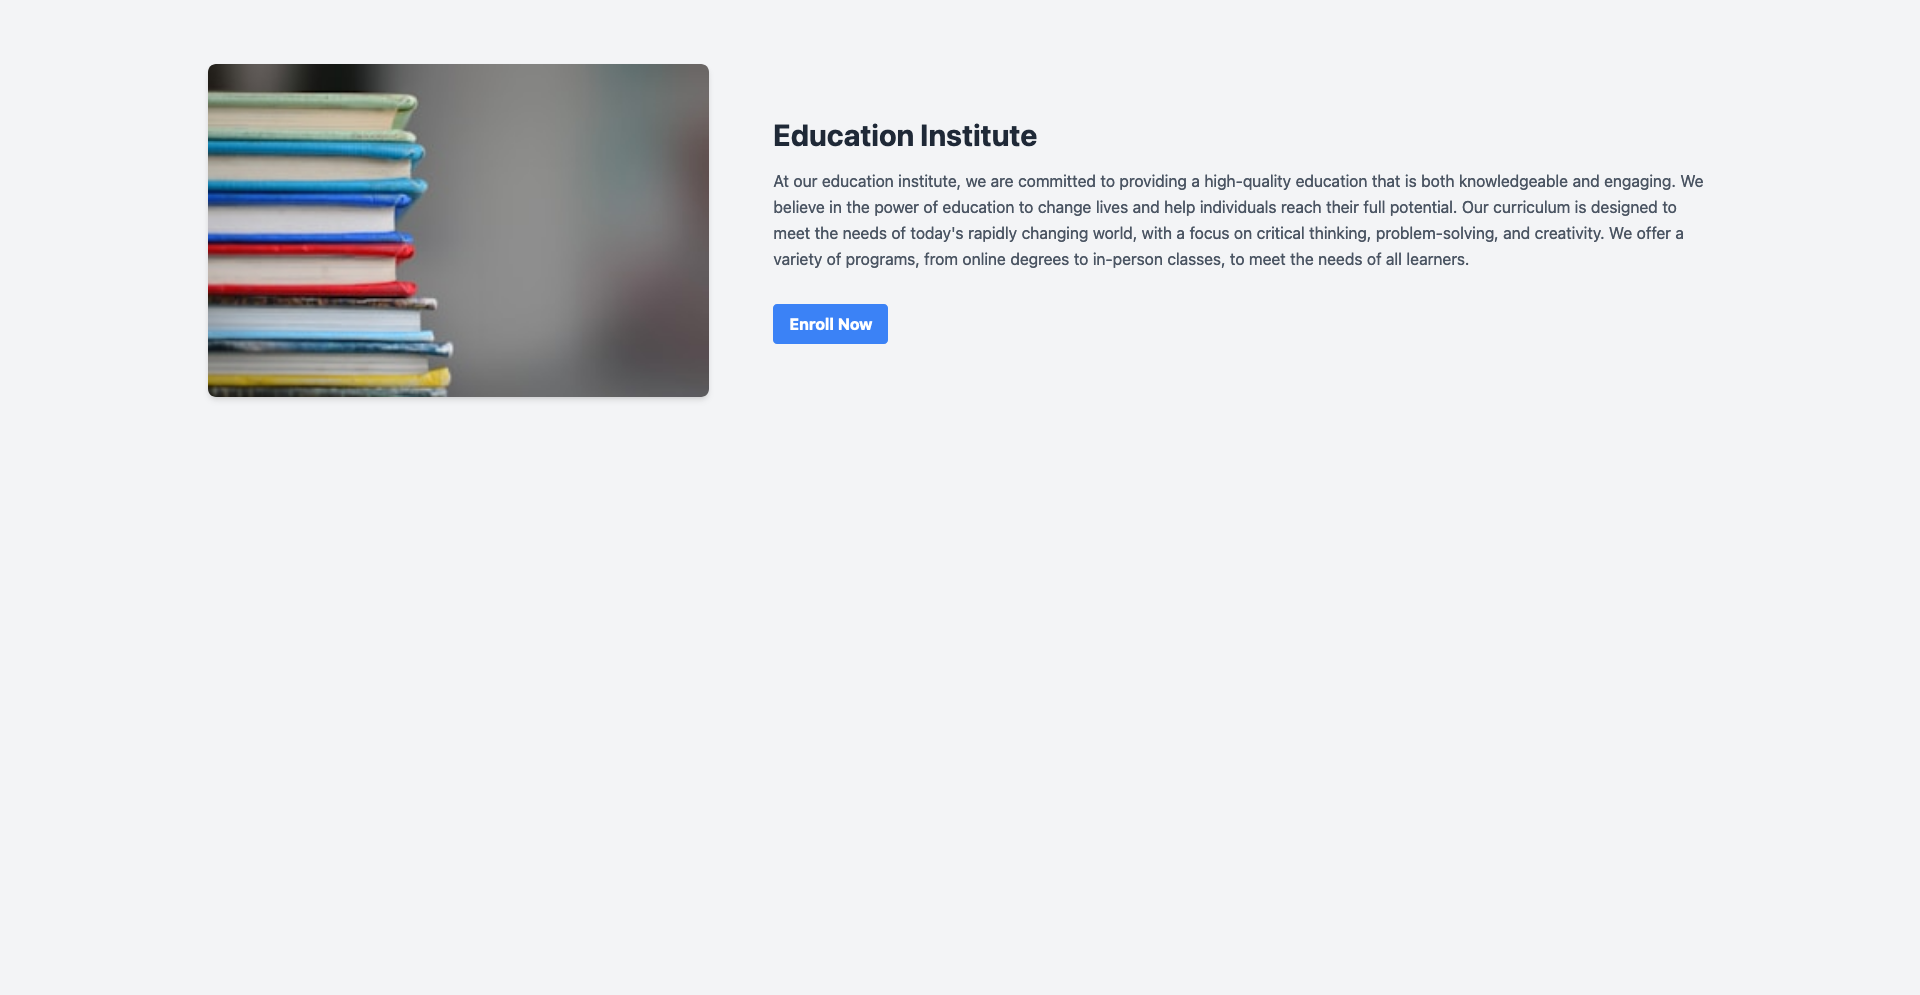 Education Institute
At our education institute, we are committed to providing a high-quality education that is both knowledgeable and engaging. We
believe in the power of education to change lives and help individuals reach their full potential. Our curriculum is designed to
meet the needs of today's rapidly changing world, with a focus on critical thinking, problem-solving, and creativity. We offer a
variety of programs, from online degrees to in-person classes, to meet the needs of all learners.
Enroll Now